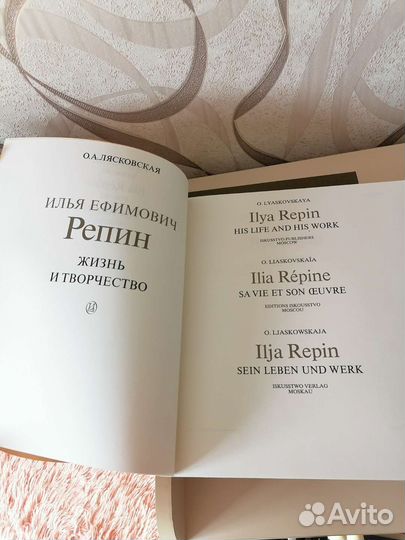 О.А.ЛЯСКОВСКАЯ
ИЛЬЯ ЕФИМОВИЧ
РЕПИН
ЖИЗНЬ
И ТВОРЧЕСТВО
O. LYASKOVSKAYA
Ilya Repin
HIS LIFE AND HIS WORK
ISKUSSTVO PUBLISHERS
MOSCOW
O. LIASKOVSKAÏA
Ilia Répine
SA VIE ET SON ŒUVRE
EDITIONS ISKOUSSTVO
MOSCOU
O. LJASKOWSKAJA
Ilja Repin
SEIN LEBEN UND WERK
ISKUSSTWO VERLAG
MOSKAU
Avito